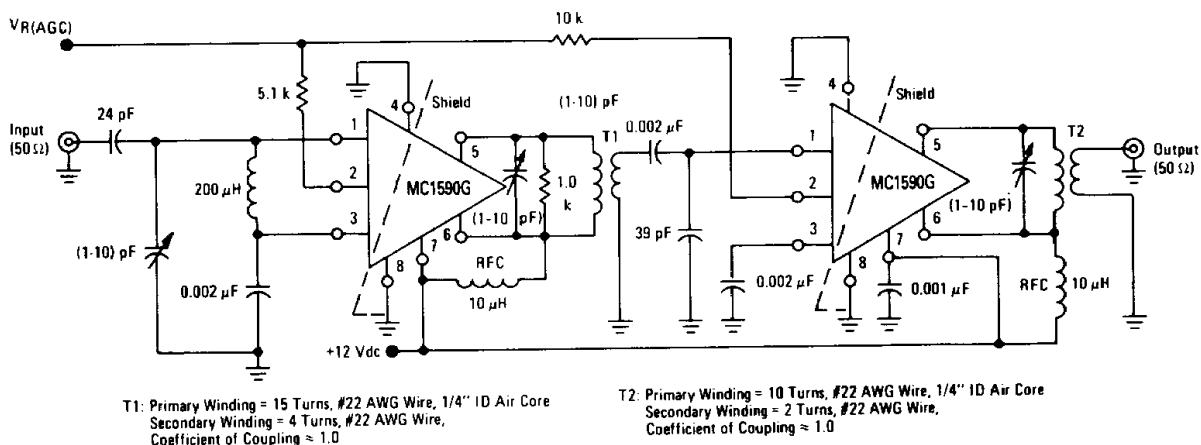 VR(AGC)
10 k
5.1 k
4
Shield
24 pF
Input
(50 Ω)
1
2
3
200 μH
MC1590G
5
6
7
8
(1-10) pF
0.002 μF
(1-10) pF
1.0
k
(1-10 pF)
RFC
10 μH
T1
0.002 μF
39 pF
4
Shield
1
2
3
MC1590G
5
6
7
8
(1-10 pF)
T2
Output
(50 Ω)
0.002 μF
0.001 μF
RFC
10 μH
+12 Vdc
T1: Primary Winding = 15 Turns, #22 AWG Wire, 1/4" ID Air Core
Secondary Winding = 4 Turns, #22 AWG Wire,
Coefficient of Coupling ≈ 1.0
T2: Primary Winding = 10 Turns, #22 AWG Wire, 1/4" ID Air Core
Secondary Winding = 2 Turns, #22 AWG Wire,
Coefficient of Coupling ≈ 1.0